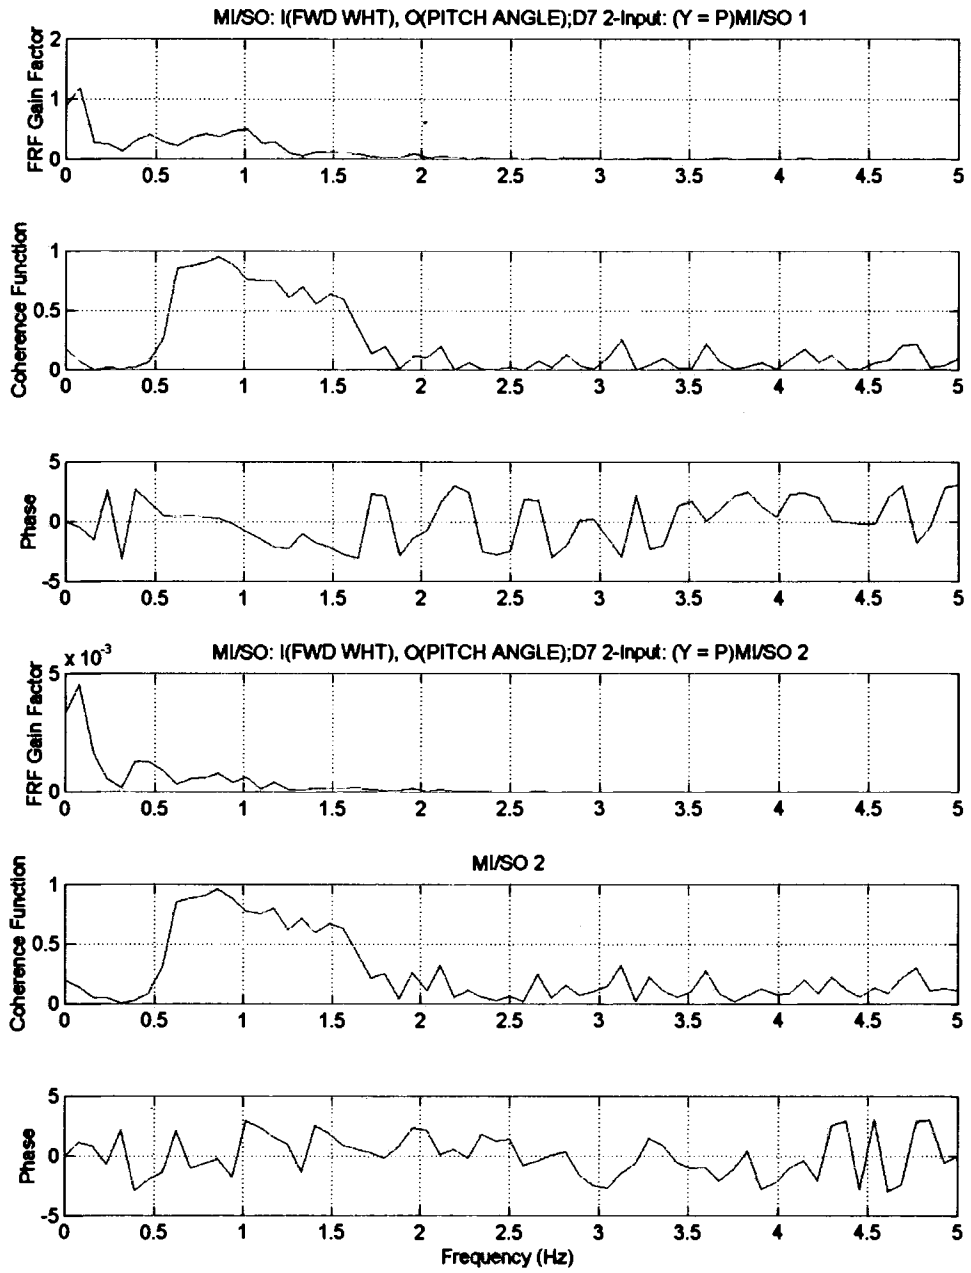 MI/SO: I(FWD WHT), O(PITCH ANGLE);D7 2-Input: (Y = P)MI/SO 1
FRF Gain Factor
2
1
0
0 0.5 1 1.5 2 2.5 3 3.5 4 4.5 5
Coherence Function
1
0.5
0
0 0.5 1 1.5 2 2.5 3 3.5 4 4.5 5
Phase
5
0
-5
0 0.5 1 1.5 2 2.5 3 3.5 4 4.5 5
x 10-3
MI/SO: I(FWD WHT), O(PITCH ANGLE);D7 2-Input: (Y = P)MI/SO 2
FRF Gain Factor
5
0
0 0.5 1 1.5 2 2.5 3 3.5 4 4.5 5
MI/SO 2
Coherence Function
1
0.5
0
0 0.5 1 1.5 2 2.5 3 3.5 4 4.5 5
Phase
5
0
-5
0 0.5 1 1.5 2 2.5 3 3.5 4 4.5 5
Frequency (Hz)